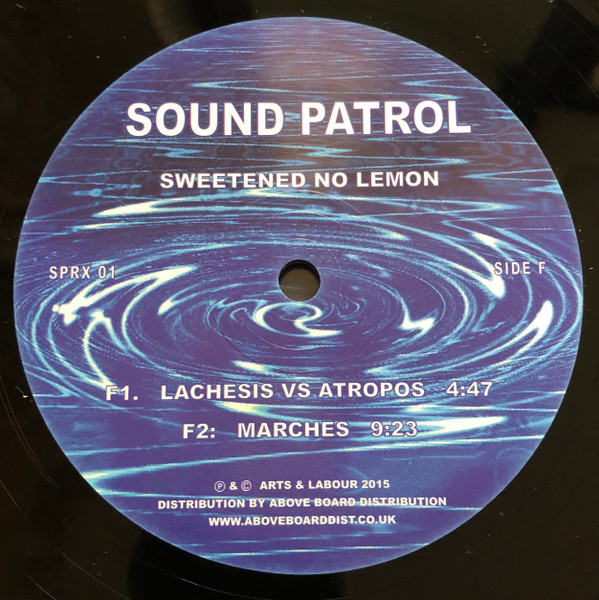 SOUND PATROL
SWEETENED NO LEMON
SPRX 01 SIDE F
F1. LACHESIS VS ATROPOS 4:47
F2: MARCHES 9:23
Ⓟ & © ARTS & LABOUR 2015
DISTRIBUTION BY ABOVE BOARD DISTRIBUTION
WWW.ABOVEBOARDDIST.CO.UK